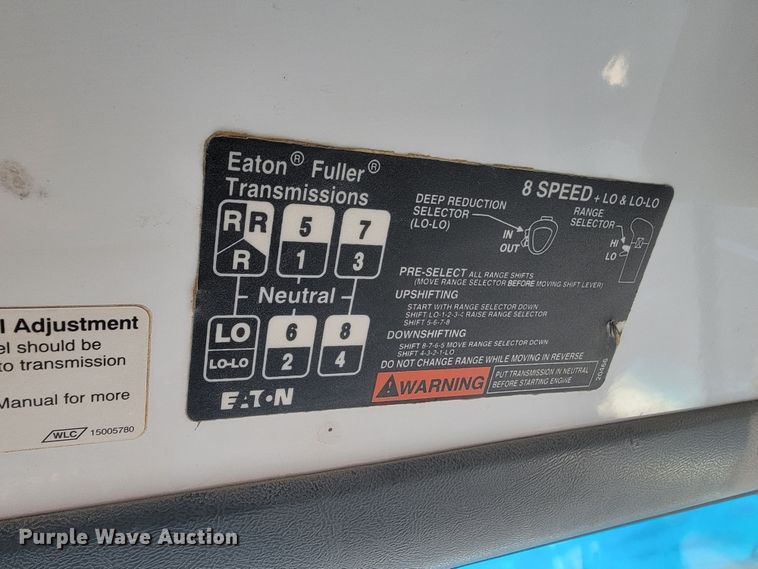 Eaton® Fuller®
Transmissions
8 SPEED + LO & LO-LO
DEEP REDUCTION
SELECTOR
(LO-LO)
IN
OUT
RANGE
SELECTOR
HI
LO
R R 5 7
R 1 3
Neutral
LO 6 8
LO-LO 2 4
PRE-SELECT ALL RANGE SHIFTS
(MOVE RANGE SELECTOR BEFORE MOVING SHIFT LEVER)
UPSHIFTING
START WITH RANGE SELECTOR DOWN
SHIFT LO-1-2-3-4 RAISE RANGE SELECTOR
SHIFT 5-6-7-8
DOWNSHIFTING
SHIFT 8-7-6-5 MOVE RANGE SELECTOR DOWN
SHIFT 4-3-2-1-LO
DO NOT CHANGE RANGE WHILE MOVING IN REVERSE
WARNING
PUT TRANSMISSION IN NEUTRAL
BEFORE STARTING ENGINE
20466
EATON
l Adjustment
el should be
to transmission
Manual for more
WLC 15005780
Purple Wave Auction